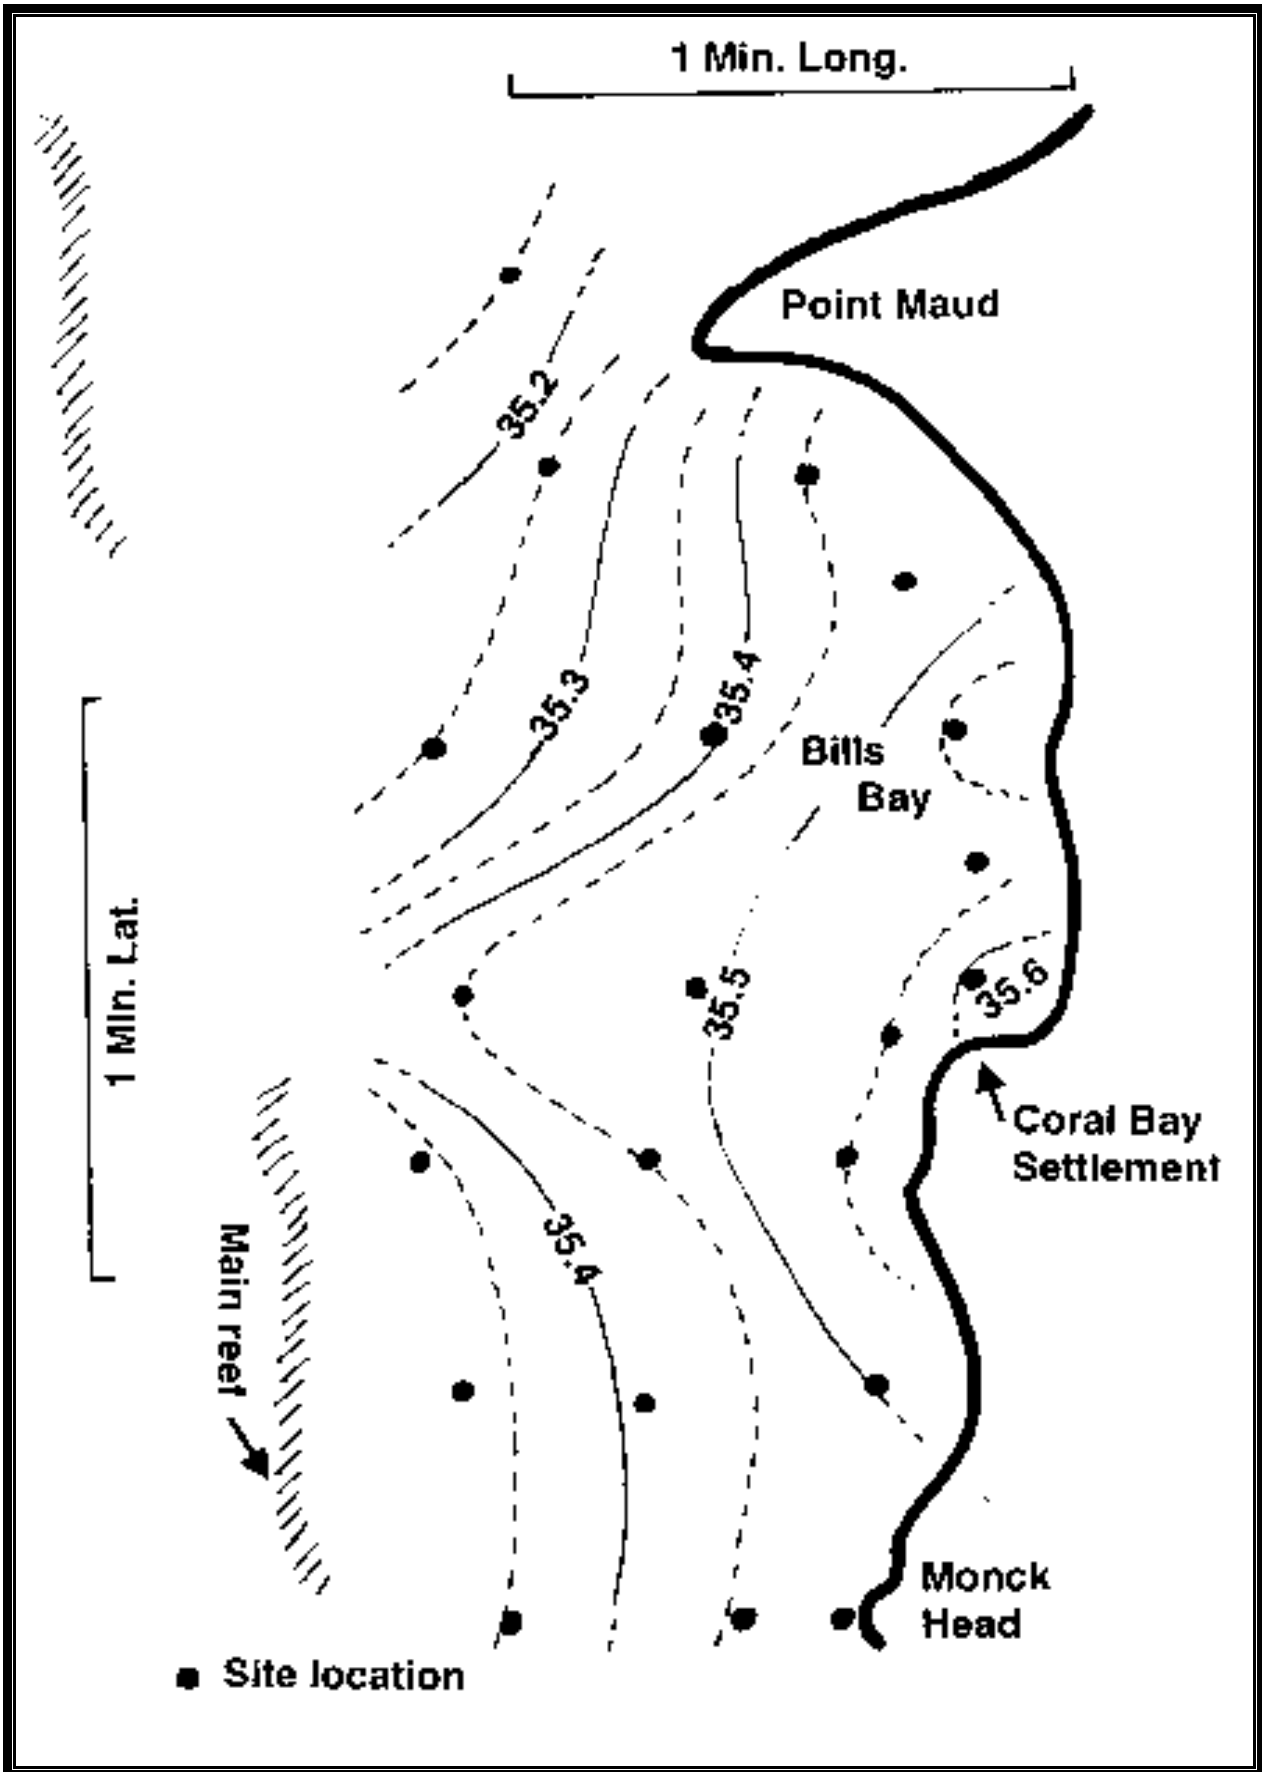 1 Min. Long.
Point Maud
35.2
35.3
35.4
Bills
Bay
1 Min. Lat.
35.5
35.6
Coral Bay
Settlement
35.4
Main reef
Monck
Head
Site location